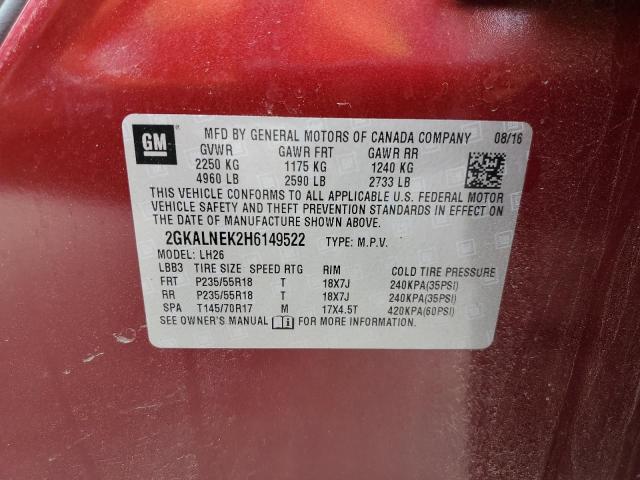 GM MFD BY GENERAL MOTORS OF CANADA COMPANY 08/16
GVWR GAWR FRT GAWR RR
2250 KG 1175 KG 1240 KG
4960 LB 2590 LB 2733 LB
THIS VEHICLE CONFORMS TO ALL APPLICABLE U.S. FEDERAL MOTOR
VEHICLE SAFETY AND THEFT PREVENTION STANDARDS IN EFFECT ON
THE DATE OF MANUFACTURE SHOWN ABOVE.
2GKALNEK2H6149522 TYPE: M.P.V.
MODEL: LH26
LBB3 TIRE SIZE SPEED RTG RIM COLD TIRE PRESSURE
FRT P235/55R18 T 18X7J 240KPA(35PSI)
RR P235/55R18 T 18X7J 240KPA(35PSI)
SPA T145/70R17 M 17X4.5T 420KPA(60PSI)
SEE OWNER'S MANUAL FOR MORE INFORMATION.